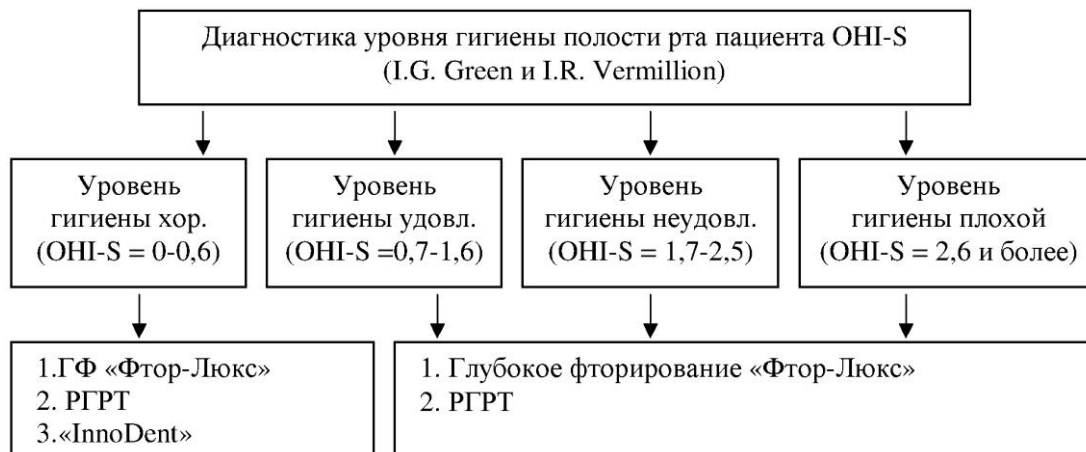 Диагностика уровня гигиены полости рта пациента OHI-S
(I.G. Green и I.R. Vermillion)
Уровень
гигиены хор.
(OHI-S = 0-0,6)
Уровень
гигиены удовл.
(OHI-S =0,7-1,6)
Уровень
гигиены неудовл.
(OHI-S = 1,7-2,5)
Уровень
гигиены плохой
(OHI-S = 2,6 и более)
1.ГФ «Фтор-Люкс»
2. РГРТ
3.«InnoDent»
1. Глубокое фторирование «Фтор-Люкс»
2. РГРТ